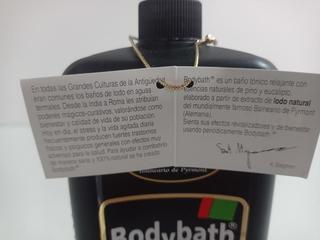 En todas las Grandes Culturas de la Antigüedad
eran comunes los baños de lodo en aguas
termales. Desde la India a Roma les atribuían
poderes mágicos-curativos, valorándose como
bienestar y calidad de vida de su población
Hoy en día, el estress y la vida agitada diaria
frecuentemente producen fuertes trastornos
físicos y psíquicos generales con efectos muy
adversos para la salud. Para Ayudar a combatirlo
de manera sana y 100% natural se ha creado
Bodybath®
Bodybath® es un baño tónico relajante con
esencias naturales de pino y eucalipto,
elaborado a partir de extracto de lodo natural
del mundialmente famoso Balneario de Pyrmont
(Alemania).
Sienta sus efectos revitalizadores y de bienestar
usando periódicamente Bodybath.®
Balneario de Pyrmont
Bodybath®